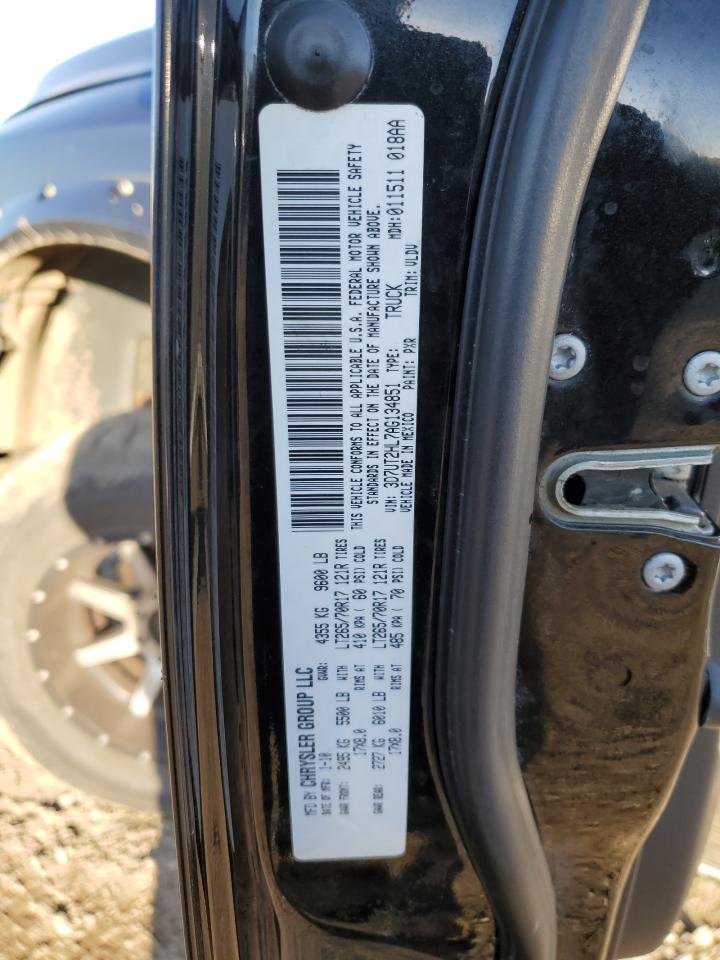 MFD BY CHRYSLER GROUP LLC
DATE OF MFR: 1-10 GVWR: 4355 KG 9600 LB
GAWR FRONT: 2495 KG 5500 LB WITH LT265/70R17 121R TIRES
17X8.0 RIMS AT 410 KPA ( 60 PSI) COLD
GAWR REAR: 2727 KG 6010 LB WITH LT265/70R17 121R TIRES
17X8.0 RIMS AT 485 KPA ( 70 PSI) COLD
THIS VEHICLE CONFORMS TO ALL APPLICABLE U.S.A. FEDERAL MOTOR VEHICLE SAFETY
STANDARDS IN EFFECT ON THE DATE OF MANUFACTURE SHOWN ABOVE.
VIN: 3D7UT2HL7AG134851 TYPE: TRUCK MDH:011511 018AA
VEHICLE MADE IN MEXICO PAINT: PXR TRIM: VLDV